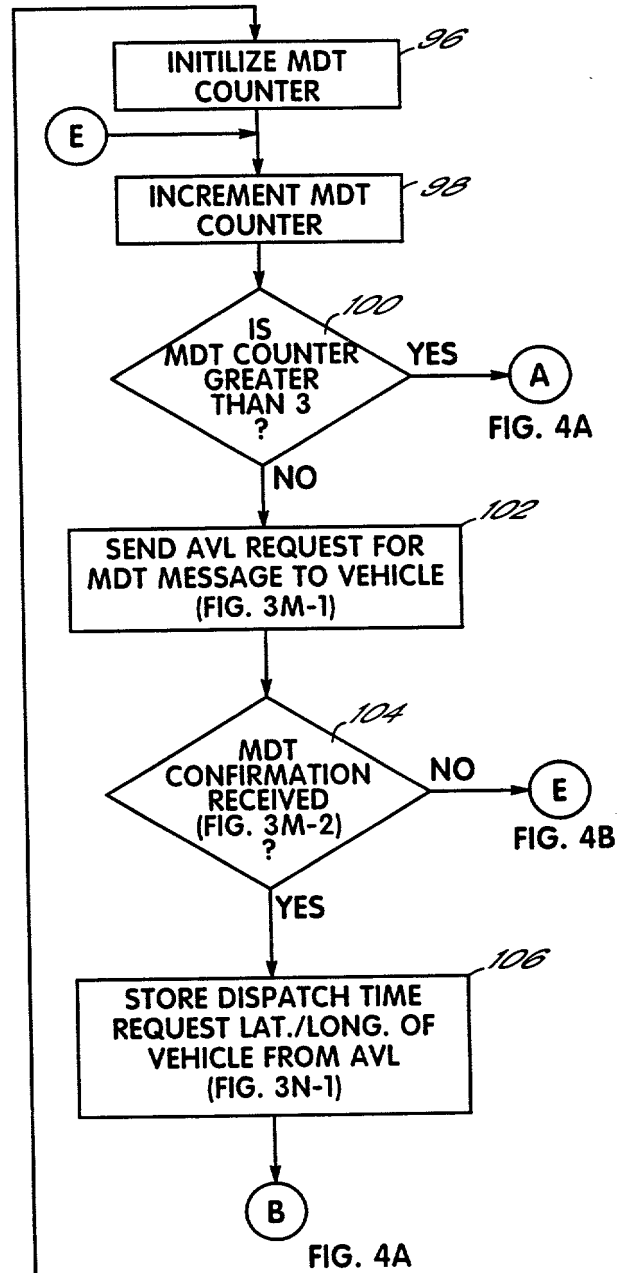 96
INITILIZE MDT
COUNTER
E
98
INCREMENT MDT
COUNTER
100
IS
MDT COUNTER
GREATER
THAN 3
?
YES
A
FIG. 4A
NO
102
SEND AVL REQUEST FOR
MDT MESSAGE TO VEHICLE
(FIG. 3M-1)
104
MDT
CONFIRMATION
RECEIVED
(FIG. 3M-2)
?
NO
E
FIG. 4B
YES
106
STORE DISPATCH TIME
REQUEST LAT./LONG. OF
VEHICLE FROM AVL
(FIG. 3N-1)
B
FIG. 4A